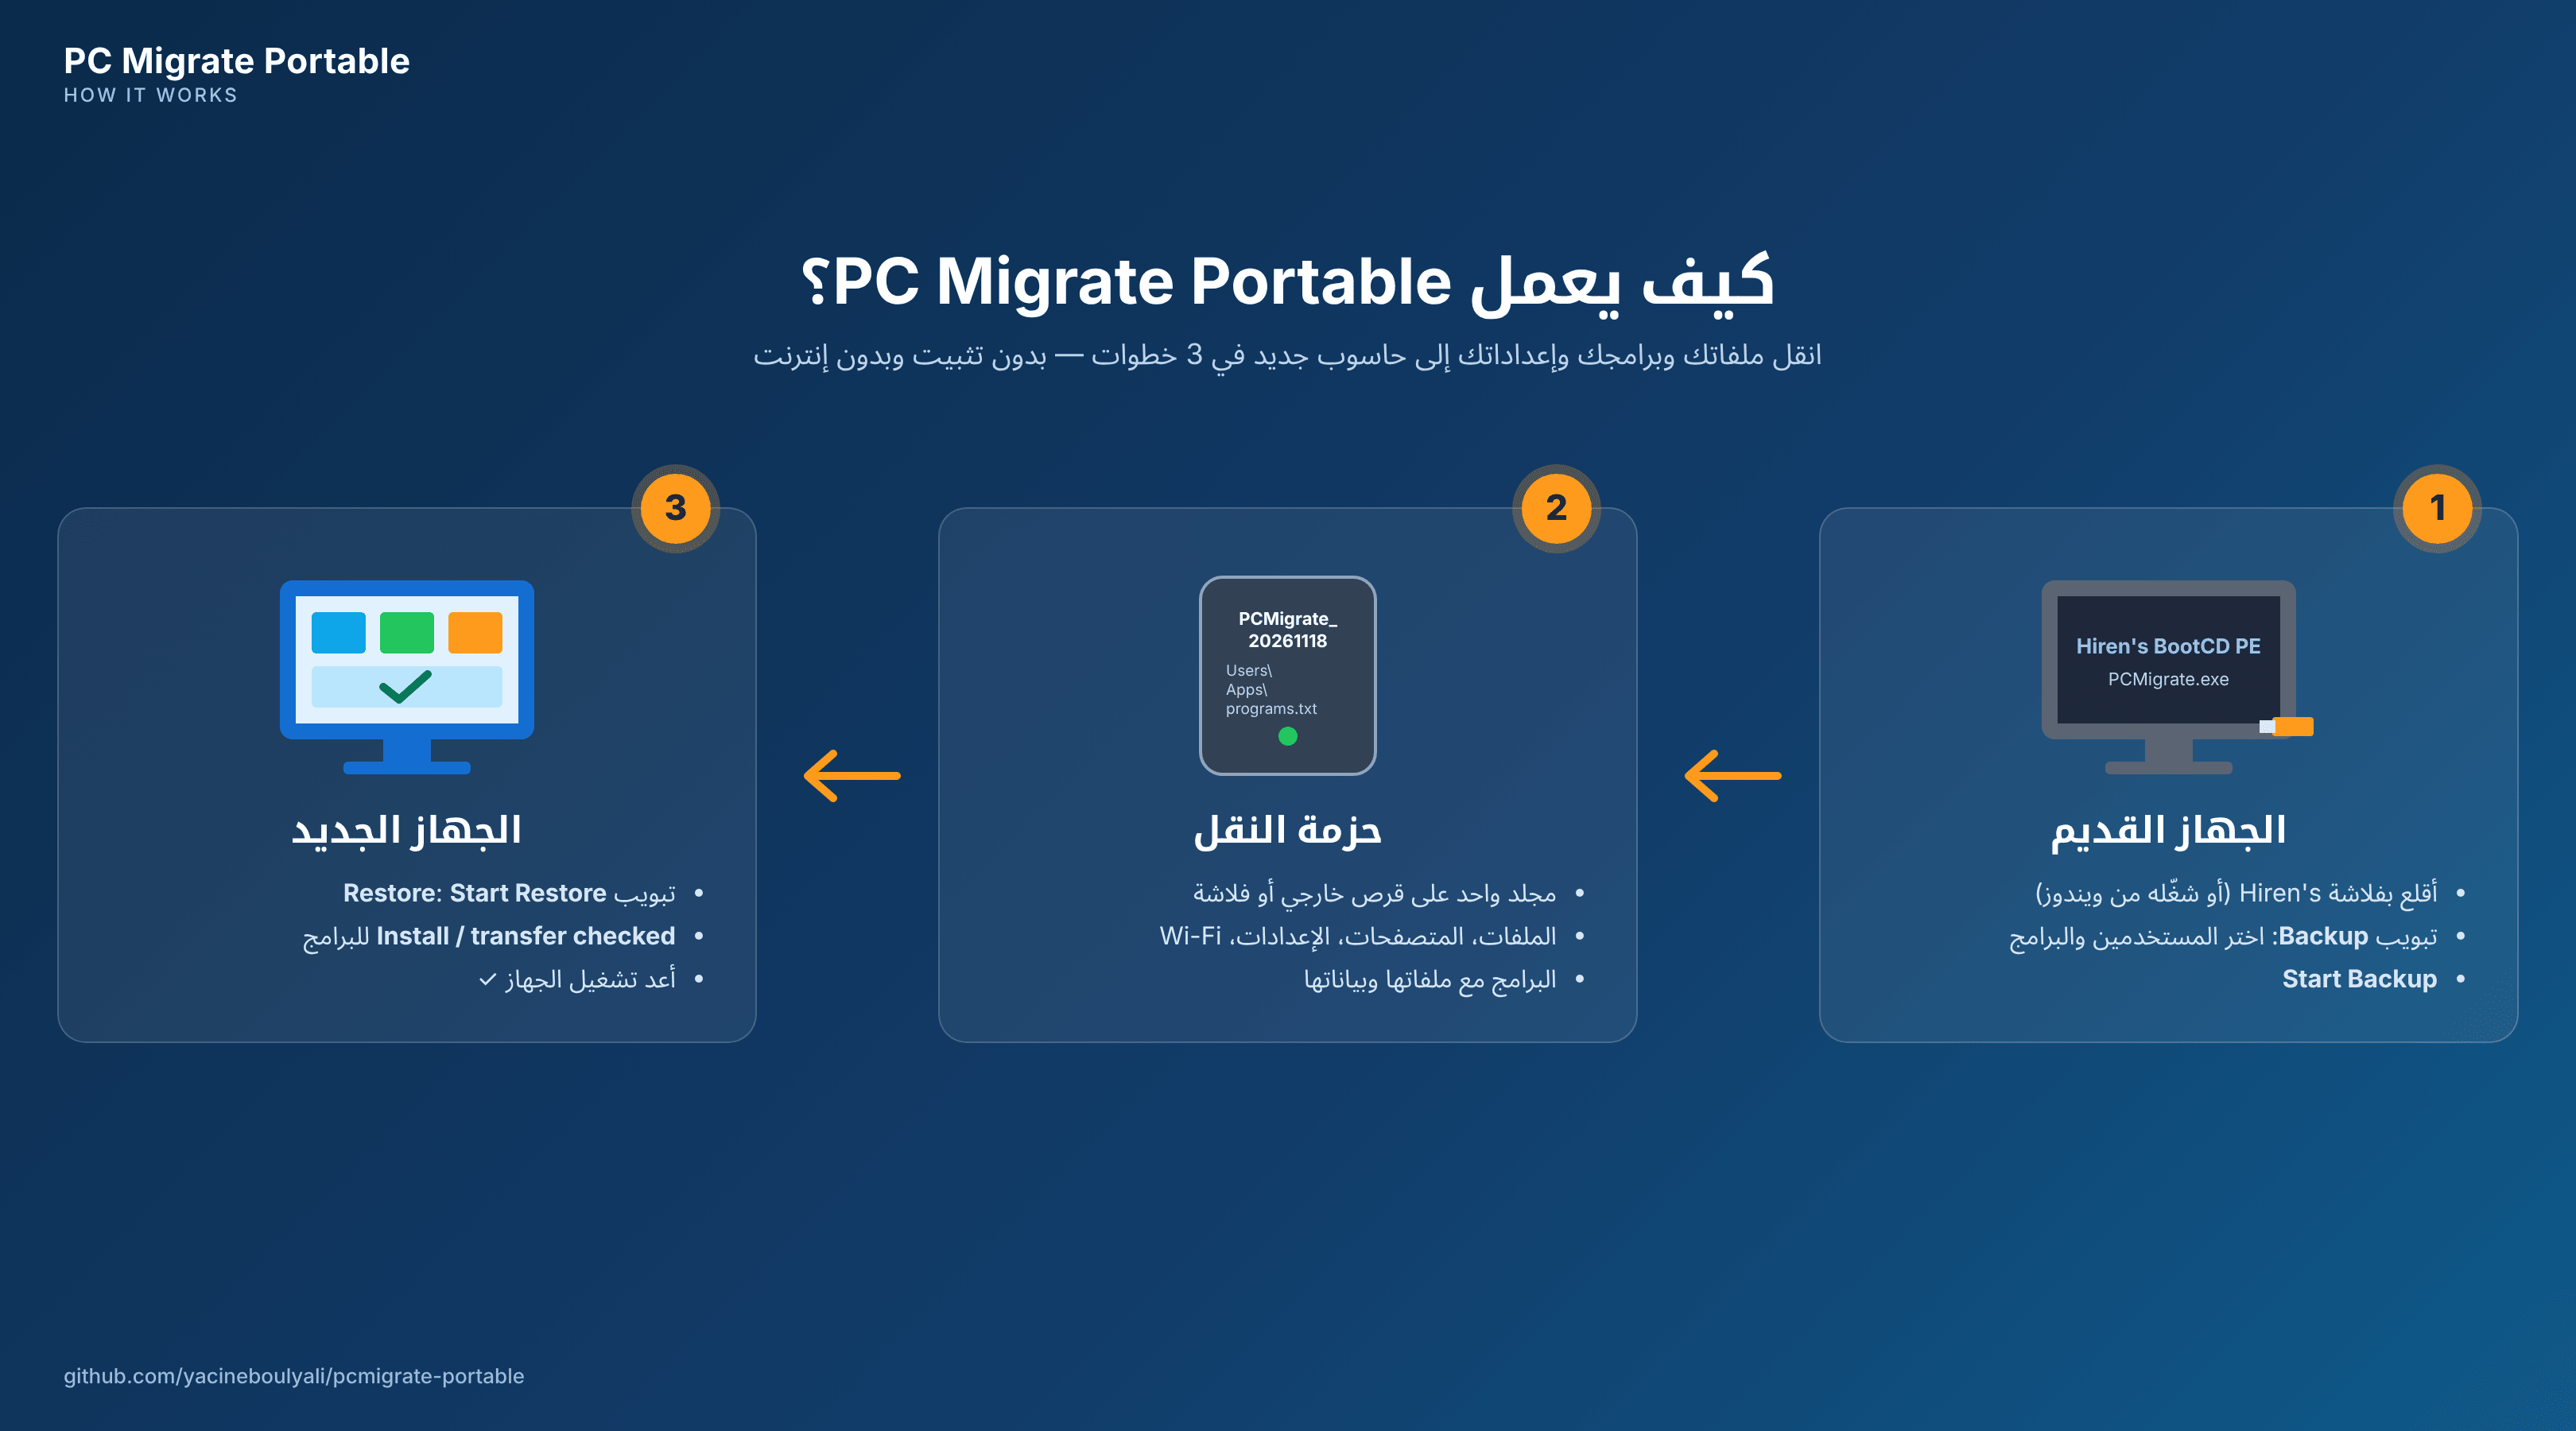 PC Migrate Portable
HOW IT WORKS
كيف يعمل PC Migrate Portable؟
انقل ملفاتك وبرامجك وإعداداتك إلى حاسوب جديد في 3 خطوات — بدون تثبيت وبدون إنترنت
1
Hiren's BootCD PE
PCMigrate.exe
الجهاز القديم
• أقلع بفلاشة Hiren's (أو شغّله من ويندوز)
• تبويب Backup: اختر المستخدمين والبرامج
• Start Backup
2
PCMigrate_
20261118
Users\
Apps\
programs.txt
حزمة النقل
• مجلد واحد على قرص خارجي أو فلاشة
• الملفات، المتصفحات، الإعدادات، Wi-Fi
• البرامج مع ملفاتها وبياناتها
3
الجهاز الجديد
• تبويب Restore: Start Restore
• Install / transfer checked للبرامج
• أعد تشغيل الجهاز ✓
github.com/yacineboulyali/pcmigrate-portable